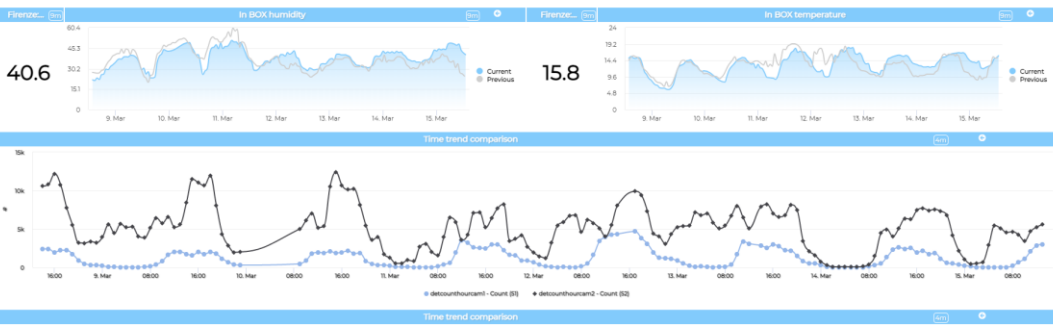 Firenze:... 9m In BOX humidity 9m
Firenze:... 9m In BOX temperature 9m
40.6
60.4
45.3
30.2
15.1
0
9. Mar 10. Mar 11. Mar 12. Mar 13. Mar 14. Mar 15. Mar
Current
Previous
15.8
24
19.2
14.4
9.6
4.8
0
9. Mar 10. Mar 11. Mar 12. Mar 13. Mar 14. Mar 15. Mar
Current
Previous
Time trend comparison 4m
15k
10k
5k
0
#
16:00 9. Mar 08:00 16:00 10. Mar 08:00 16:00 11. Mar 08:00 16:00 12. Mar 08:00 16:00 13. Mar 08:00 16:00 14. Mar 08:00 16:00 15. Mar 08:00
detcounthourcam1 - Count (S1) detcounthourcam2 - Count (S2)
Time trend comparison 4m